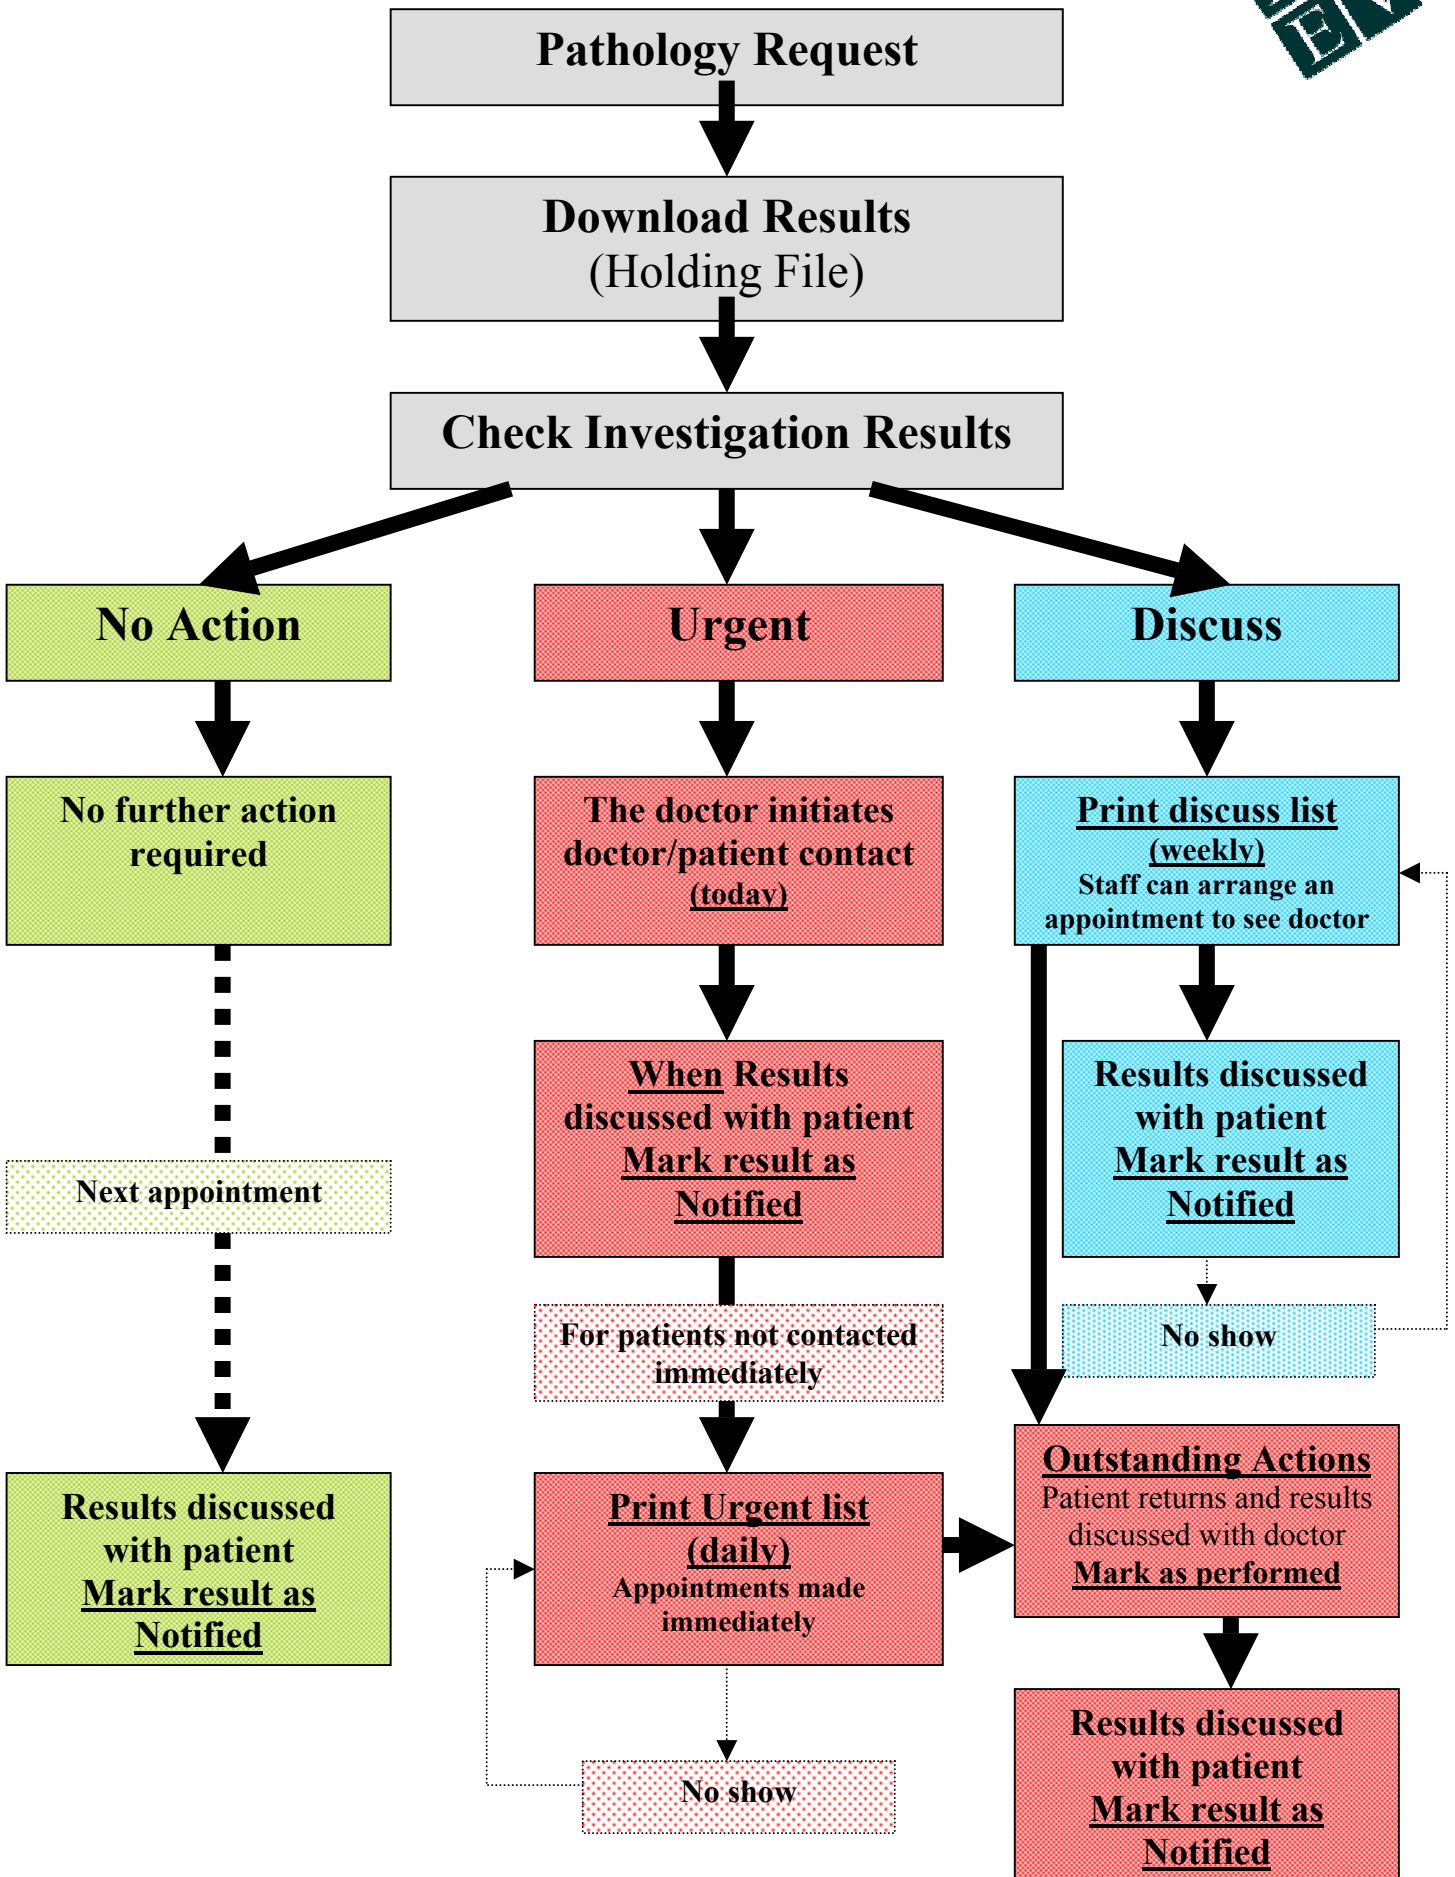 Pathology Request
Download Results
(Holding File)
Check Investigation Results
No Action
Urgent
Discuss
No further action
required
The doctor initiates
doctor/patient contact
(today)
Print discuss list
(weekly)
Staff can arrange an
appointment to see doctor
When Results
discussed with patient
Mark result as
Notified
Results discussed
with patient
Mark result as
Notified
Next appointment
For patients not contacted
immediately
No show
Results discussed
with patient
Mark result as
Notified
Print Urgent list
(daily)
Appointments made
immediately
Outstanding Actions
Patient returns and results
discussed with doctor
Mark as performed
No show
Results discussed
with patient
Mark result as
Notified